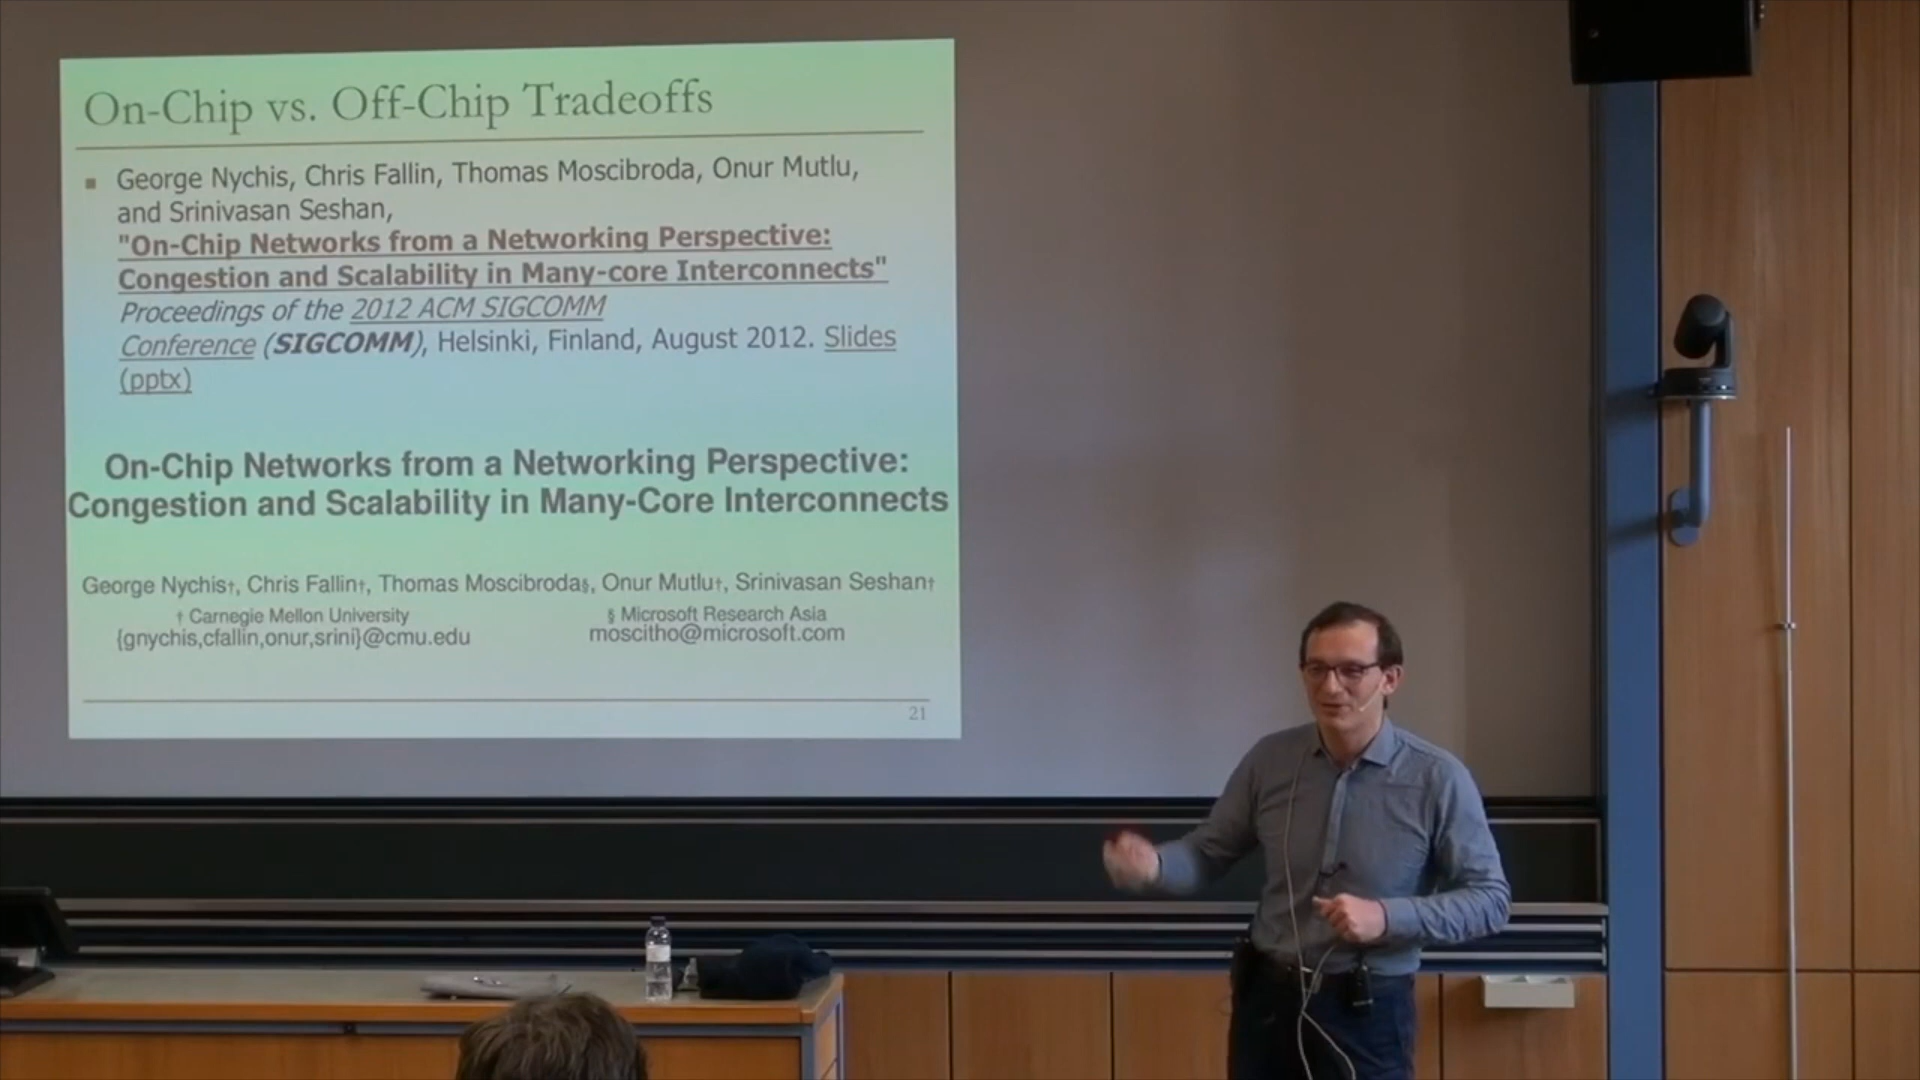 On-Chip vs. Off-Chip Tradeoffs
George Nychis, Chris Fallin, Thomas Moscibroda, Onur Mutlu,
and Srinivasan Seshan,
"On-Chip Networks from a Networking Perspective:
Congestion and Scalability in Many-core Interconnects"
Proceedings of the 2012 ACM SIGCOMM
Conference (SIGCOMM), Helsinki, Finland, August 2012. Slides
(pptx)
On-Chip Networks from a Networking Perspective:
Congestion and Scalability in Many-Core Interconnects
George Nychis†, Chris Fallin†, Thomas Moscibroda§, Onur Mutlu†, Srinivasan Seshan†
† Carnegie Mellon University § Microsoft Research Asia
{gnychis,cfallin,onur,srini}@cmu.edu moscitho@microsoft.com
21